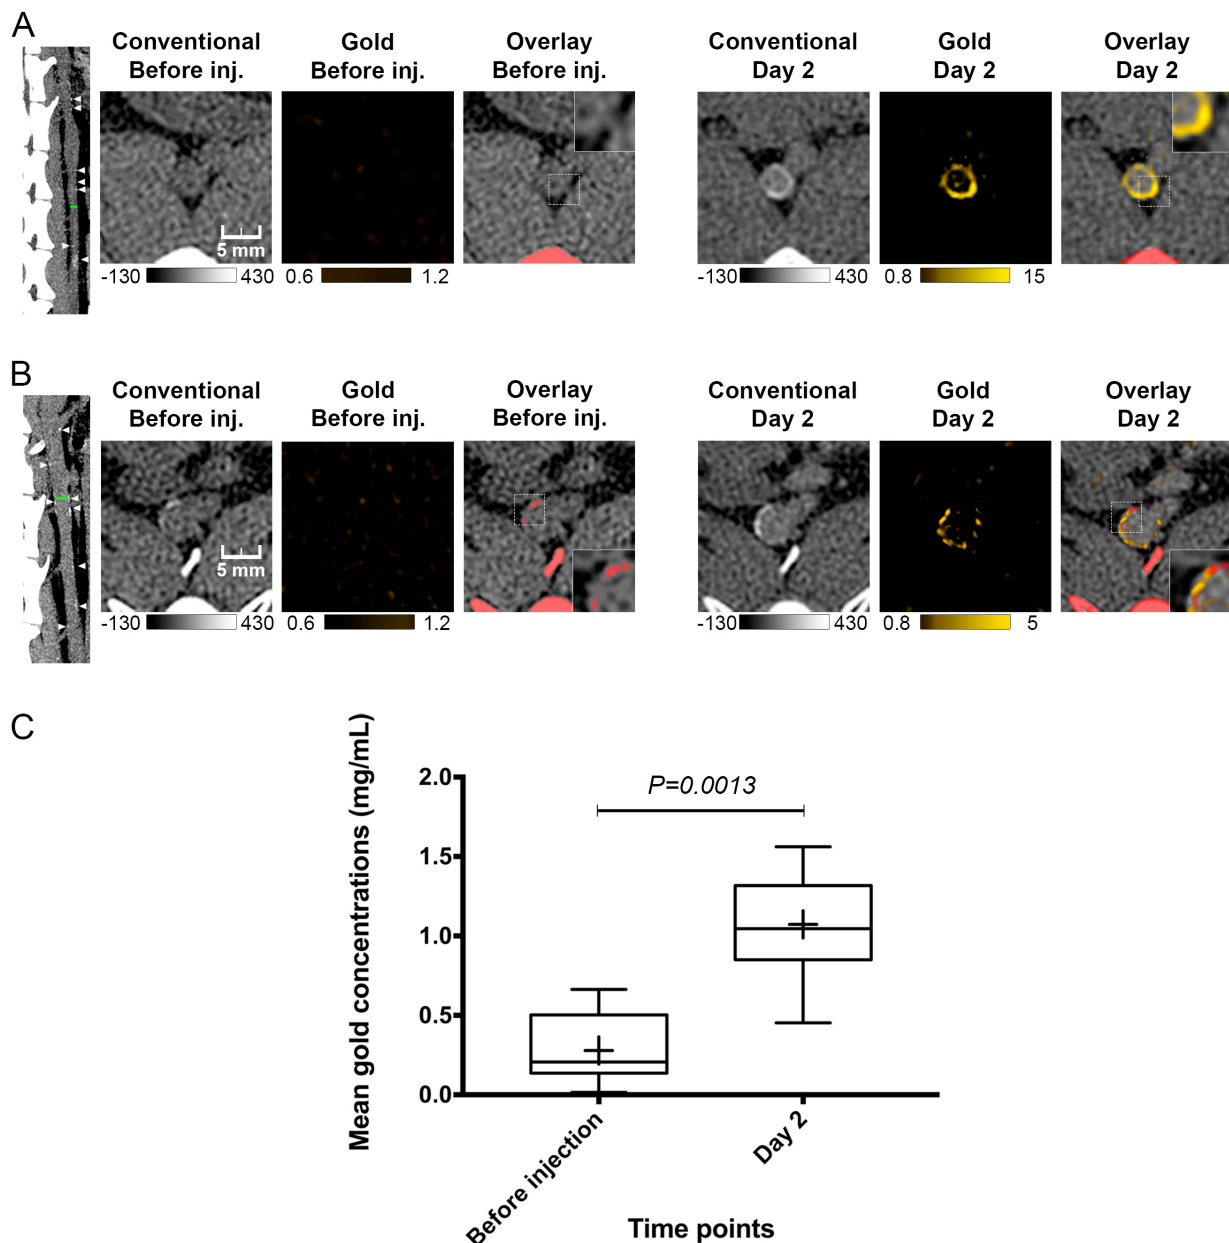 A
Conventional
Before inj.
Gold
Before inj.
Overlay
Before inj.
Conventional
Day 2
Gold
Day 2
Overlay
Day 2
5 mm
-130 430
0.6 1.2
-130 430
0.8 15
B
Conventional
Before inj.
Gold
Before inj.
Overlay
Before inj.
Conventional
Day 2
Gold
Day 2
Overlay
Day 2
5 mm
-130 430
0.6 1.2
-130 430
0.8 5
C
Mean gold concentrations (mg/mL)
2.0
1.5
1.0
0.5
0.0
P=0.0013
Before injection
Day 2
Time points